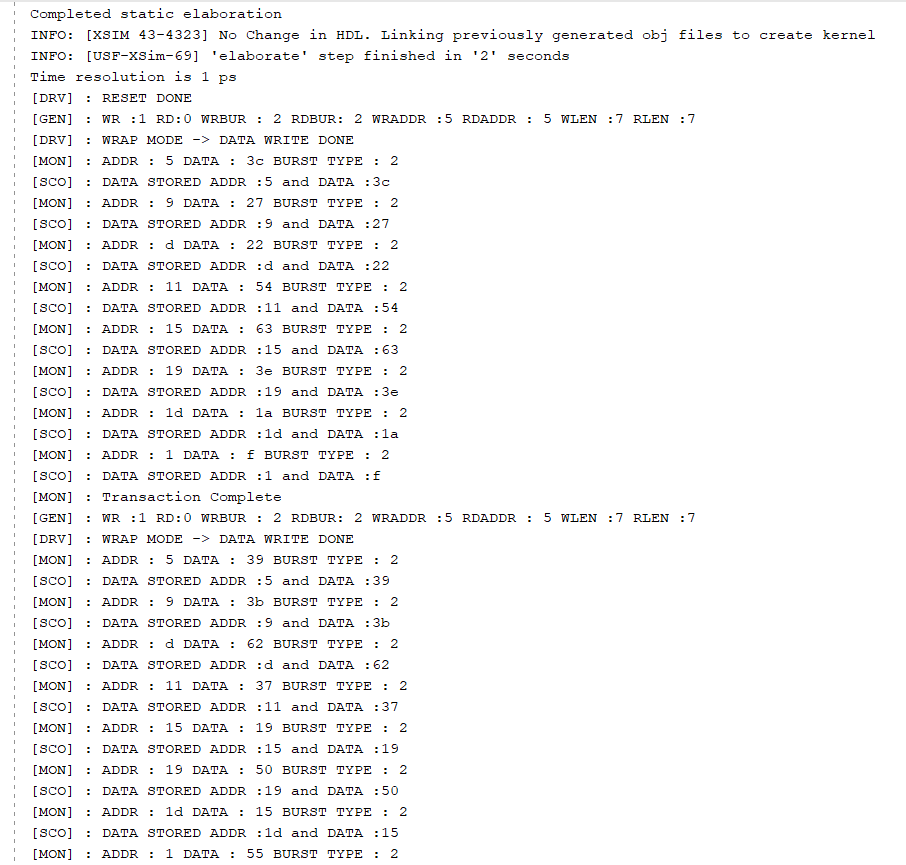 Completed static elaboration
INFO: [XSIM 43-4323] No Change in HDL. Linking previously generated obj files to create kernel
INFO: [USF-XSim-69] 'elaborate' step finished in '2' seconds
Time resolution is 1 ps
[DRV] : RESET DONE
[GEN] : WR :1 RD:0 WRBUR : 2 RDBUR: 2 WRADDR :5 RDADDR : 5 WLEN :7 RLEN :7
[DRV] : WRAP MODE -> DATA WRITE DONE
[MON] : ADDR : 5 DATA : 3c BURST TYPE : 2
[SCO] : DATA STORED ADDR :5 and DATA :3c
[MON] : ADDR : 9 DATA : 27 BURST TYPE : 2
[SCO] : DATA STORED ADDR :9 and DATA :27
[MON] : ADDR : d DATA : 22 BURST TYPE : 2
[SCO] : DATA STORED ADDR :d and DATA :22
[MON] : ADDR : 11 DATA : 54 BURST TYPE : 2
[SCO] : DATA STORED ADDR :11 and DATA :54
[MON] : ADDR : 15 DATA : 63 BURST TYPE : 2
[SCO] : DATA STORED ADDR :15 and DATA :63
[MON] : ADDR : 19 DATA : 3e BURST TYPE : 2
[SCO] : DATA STORED ADDR :19 and DATA :3e
[MON] : ADDR : 1d DATA : 1a BURST TYPE : 2
[SCO] : DATA STORED ADDR :1d and DATA :1a
[MON] : ADDR : 1 DATA : f BURST TYPE : 2
[SCO] : DATA STORED ADDR :1 and DATA :f
[MON] : Transaction Complete
[GEN] : WR :1 RD:0 WRBUR : 2 RDBUR: 2 WRADDR :5 RDADDR : 5 WLEN :7 RLEN :7
[DRV] : WRAP MODE -> DATA WRITE DONE
[MON] : ADDR : 5 DATA : 39 BURST TYPE : 2
[SCO] : DATA STORED ADDR :5 and DATA :39
[MON] : ADDR : 9 DATA : 3b BURST TYPE : 2
[SCO] : DATA STORED ADDR :9 and DATA :3b
[MON] : ADDR : d DATA : 62 BURST TYPE : 2
[SCO] : DATA STORED ADDR :d and DATA :62
[MON] : ADDR : 11 DATA : 37 BURST TYPE : 2
[SCO] : DATA STORED ADDR :11 and DATA :37
[MON] : ADDR : 15 DATA : 19 BURST TYPE : 2
[SCO] : DATA STORED ADDR :15 and DATA :19
[MON] : ADDR : 19 DATA : 50 BURST TYPE : 2
[SCO] : DATA STORED ADDR :19 and DATA :50
[MON] : ADDR : 1d DATA : 15 BURST TYPE : 2
[SCO] : DATA STORED ADDR :1d and DATA :15
[MON] : ADDR : 1 DATA : 55 BURST TYPE : 2